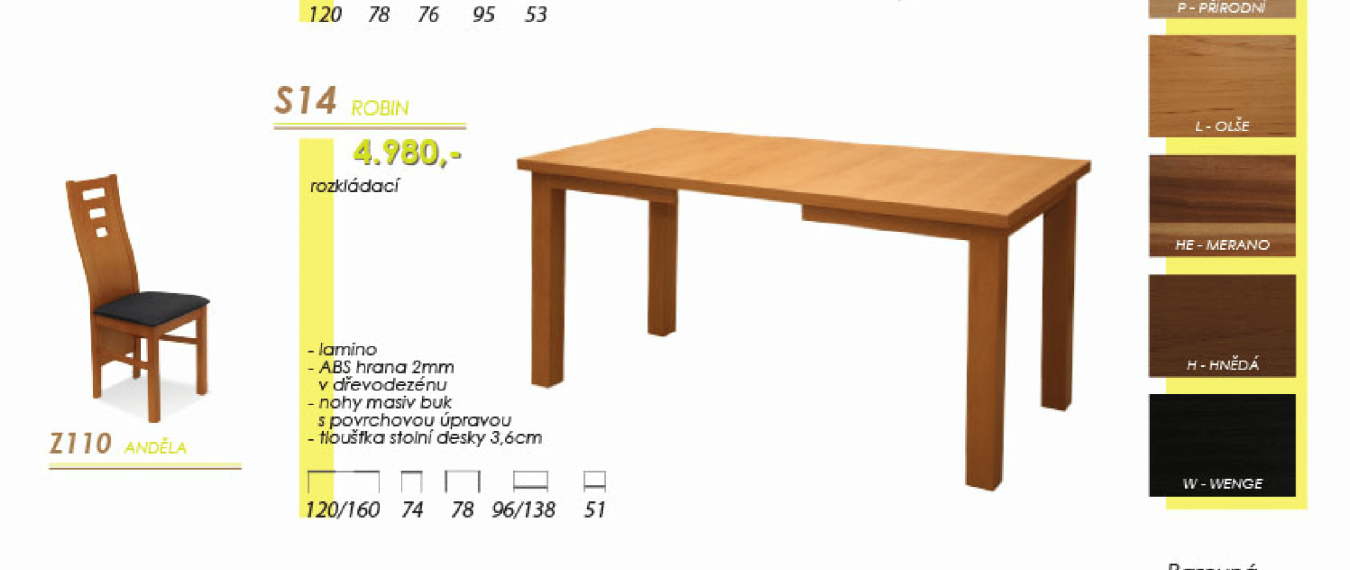 120 78 76 95 53
P - PŘÍRODNÍ
L - OLŠE
S14 ROBIN
4.980,-
rozkládací
HE - MERANO
H - HNĚDÁ
- lamino
- ABS hrana 2mm
v dřevodezénu
- nohy masiv buk
s povrchovou úpravou
- tloušťka stolní desky 3,6cm
Z110 ANDĚLA
W - WENGE
120/160 74 78 96/138 51